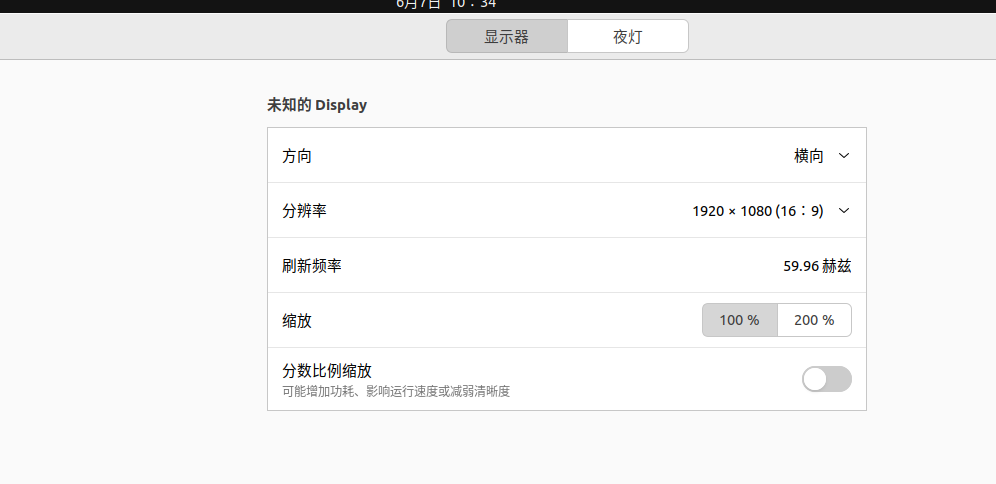 6月7日 10：34
显示器 夜灯
未知的 Display
方向 横向
分辨率 1920 × 1080 (16：9)
刷新频率 59.96 赫兹
缩放 100 % 200 %
分数比例缩放
可能增加功耗、影响运行速度或减弱清晰度